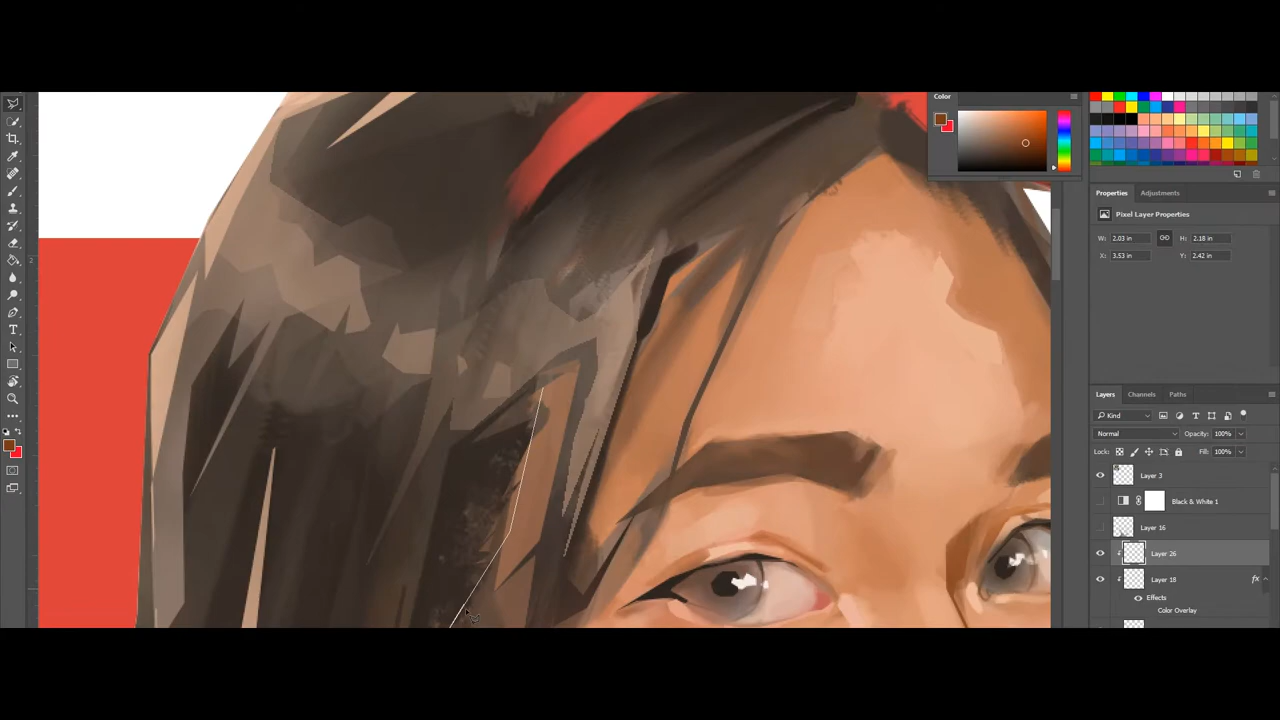 Color
Properties
Adjustments
Pixel Layer Properties
W: 2.03 in
H: 2.18 in
X: 3.53 in
Y: 2.42 in
2
Layers
Channels
Paths
Kind
Normal
Opacity: 100%
Lock:
Fill: 100%
Layer 3
Black & White 1
Layer 16
Layer 26
Layer 18
fx
Effects
Color Overlay
T